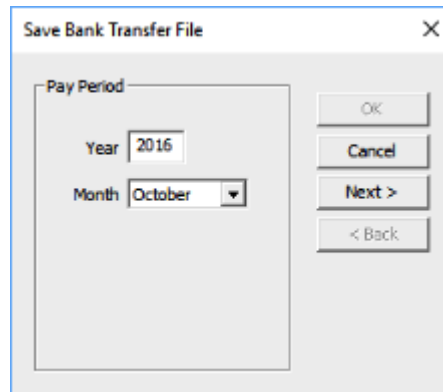 Save Bank Transfer File
Pay Period
Year 2016
Month October
OK
Cancel
Next >
< Back